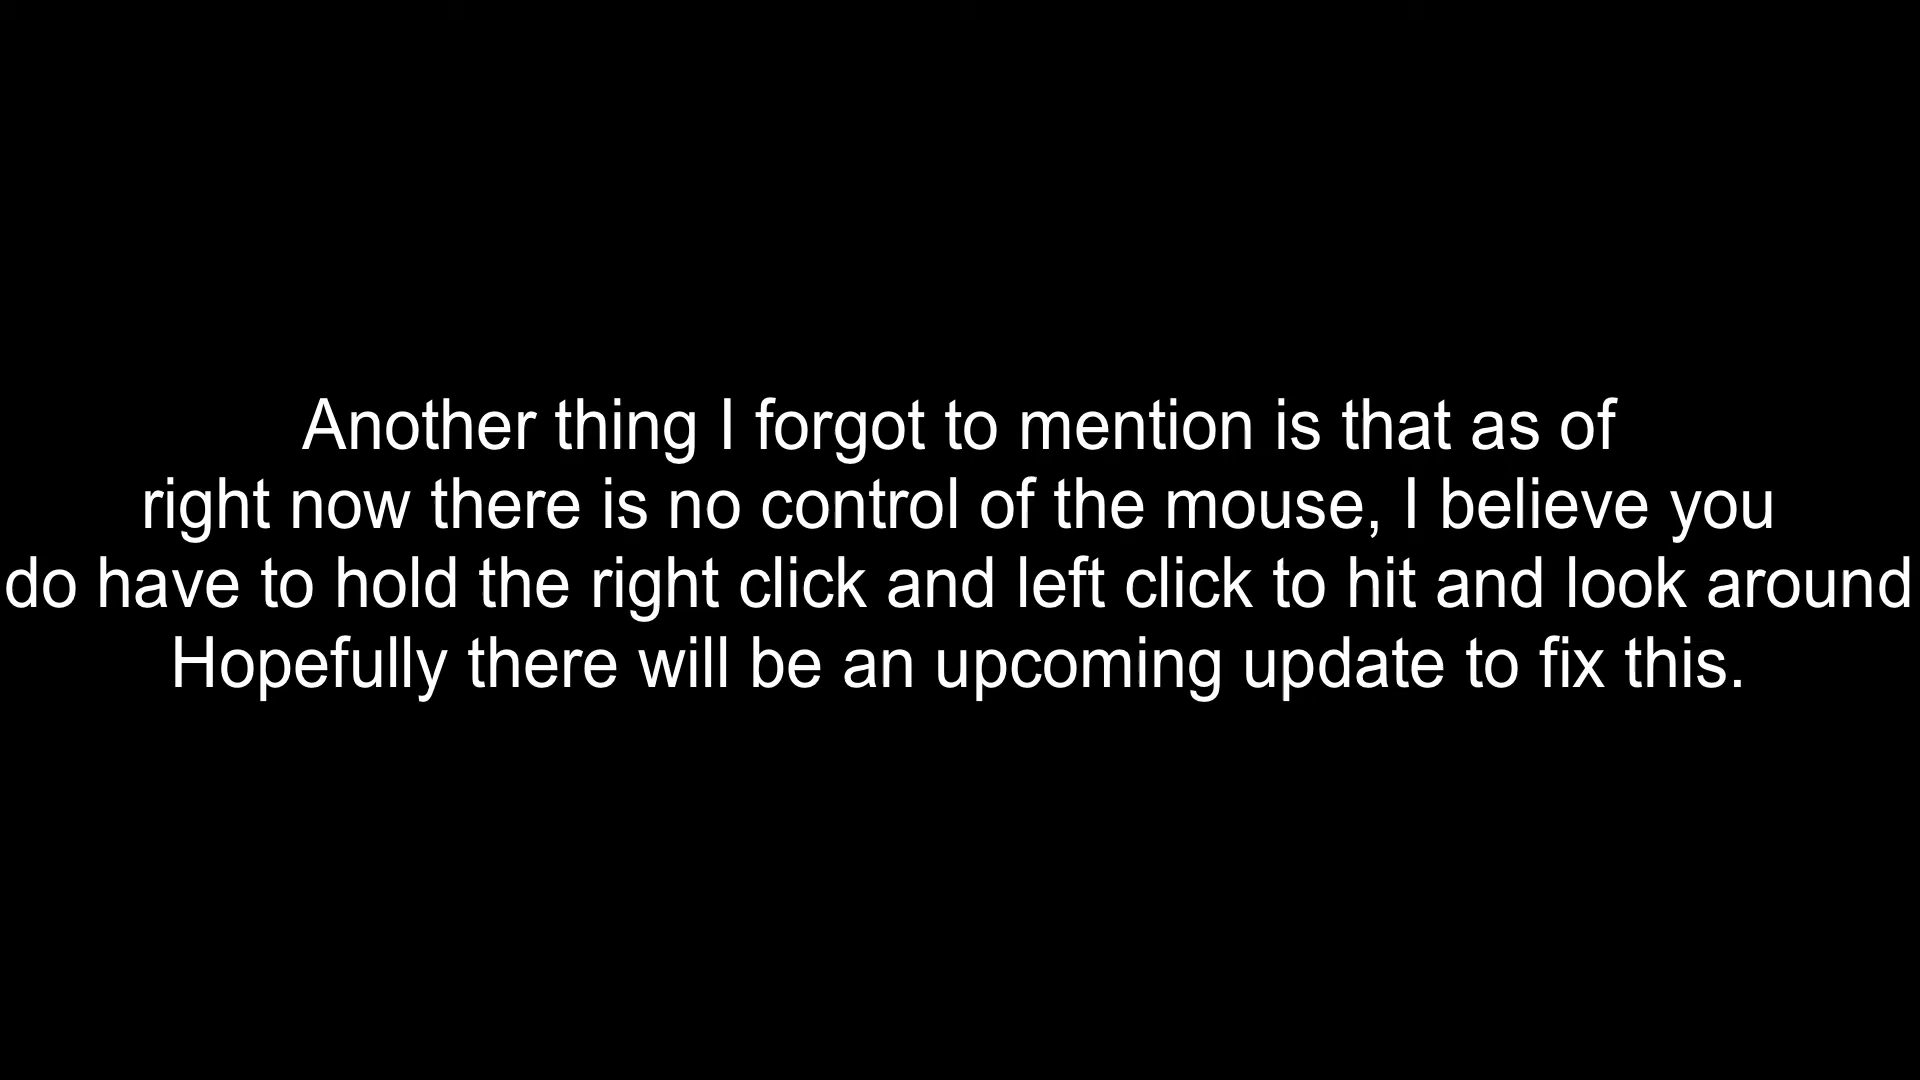 Another thing I forgot to mention is that as of
right now there is no control of the mouse, I believe you
do have to hold the right click and left click to hit and look around
Hopefully there will be an upcoming update to fix this.